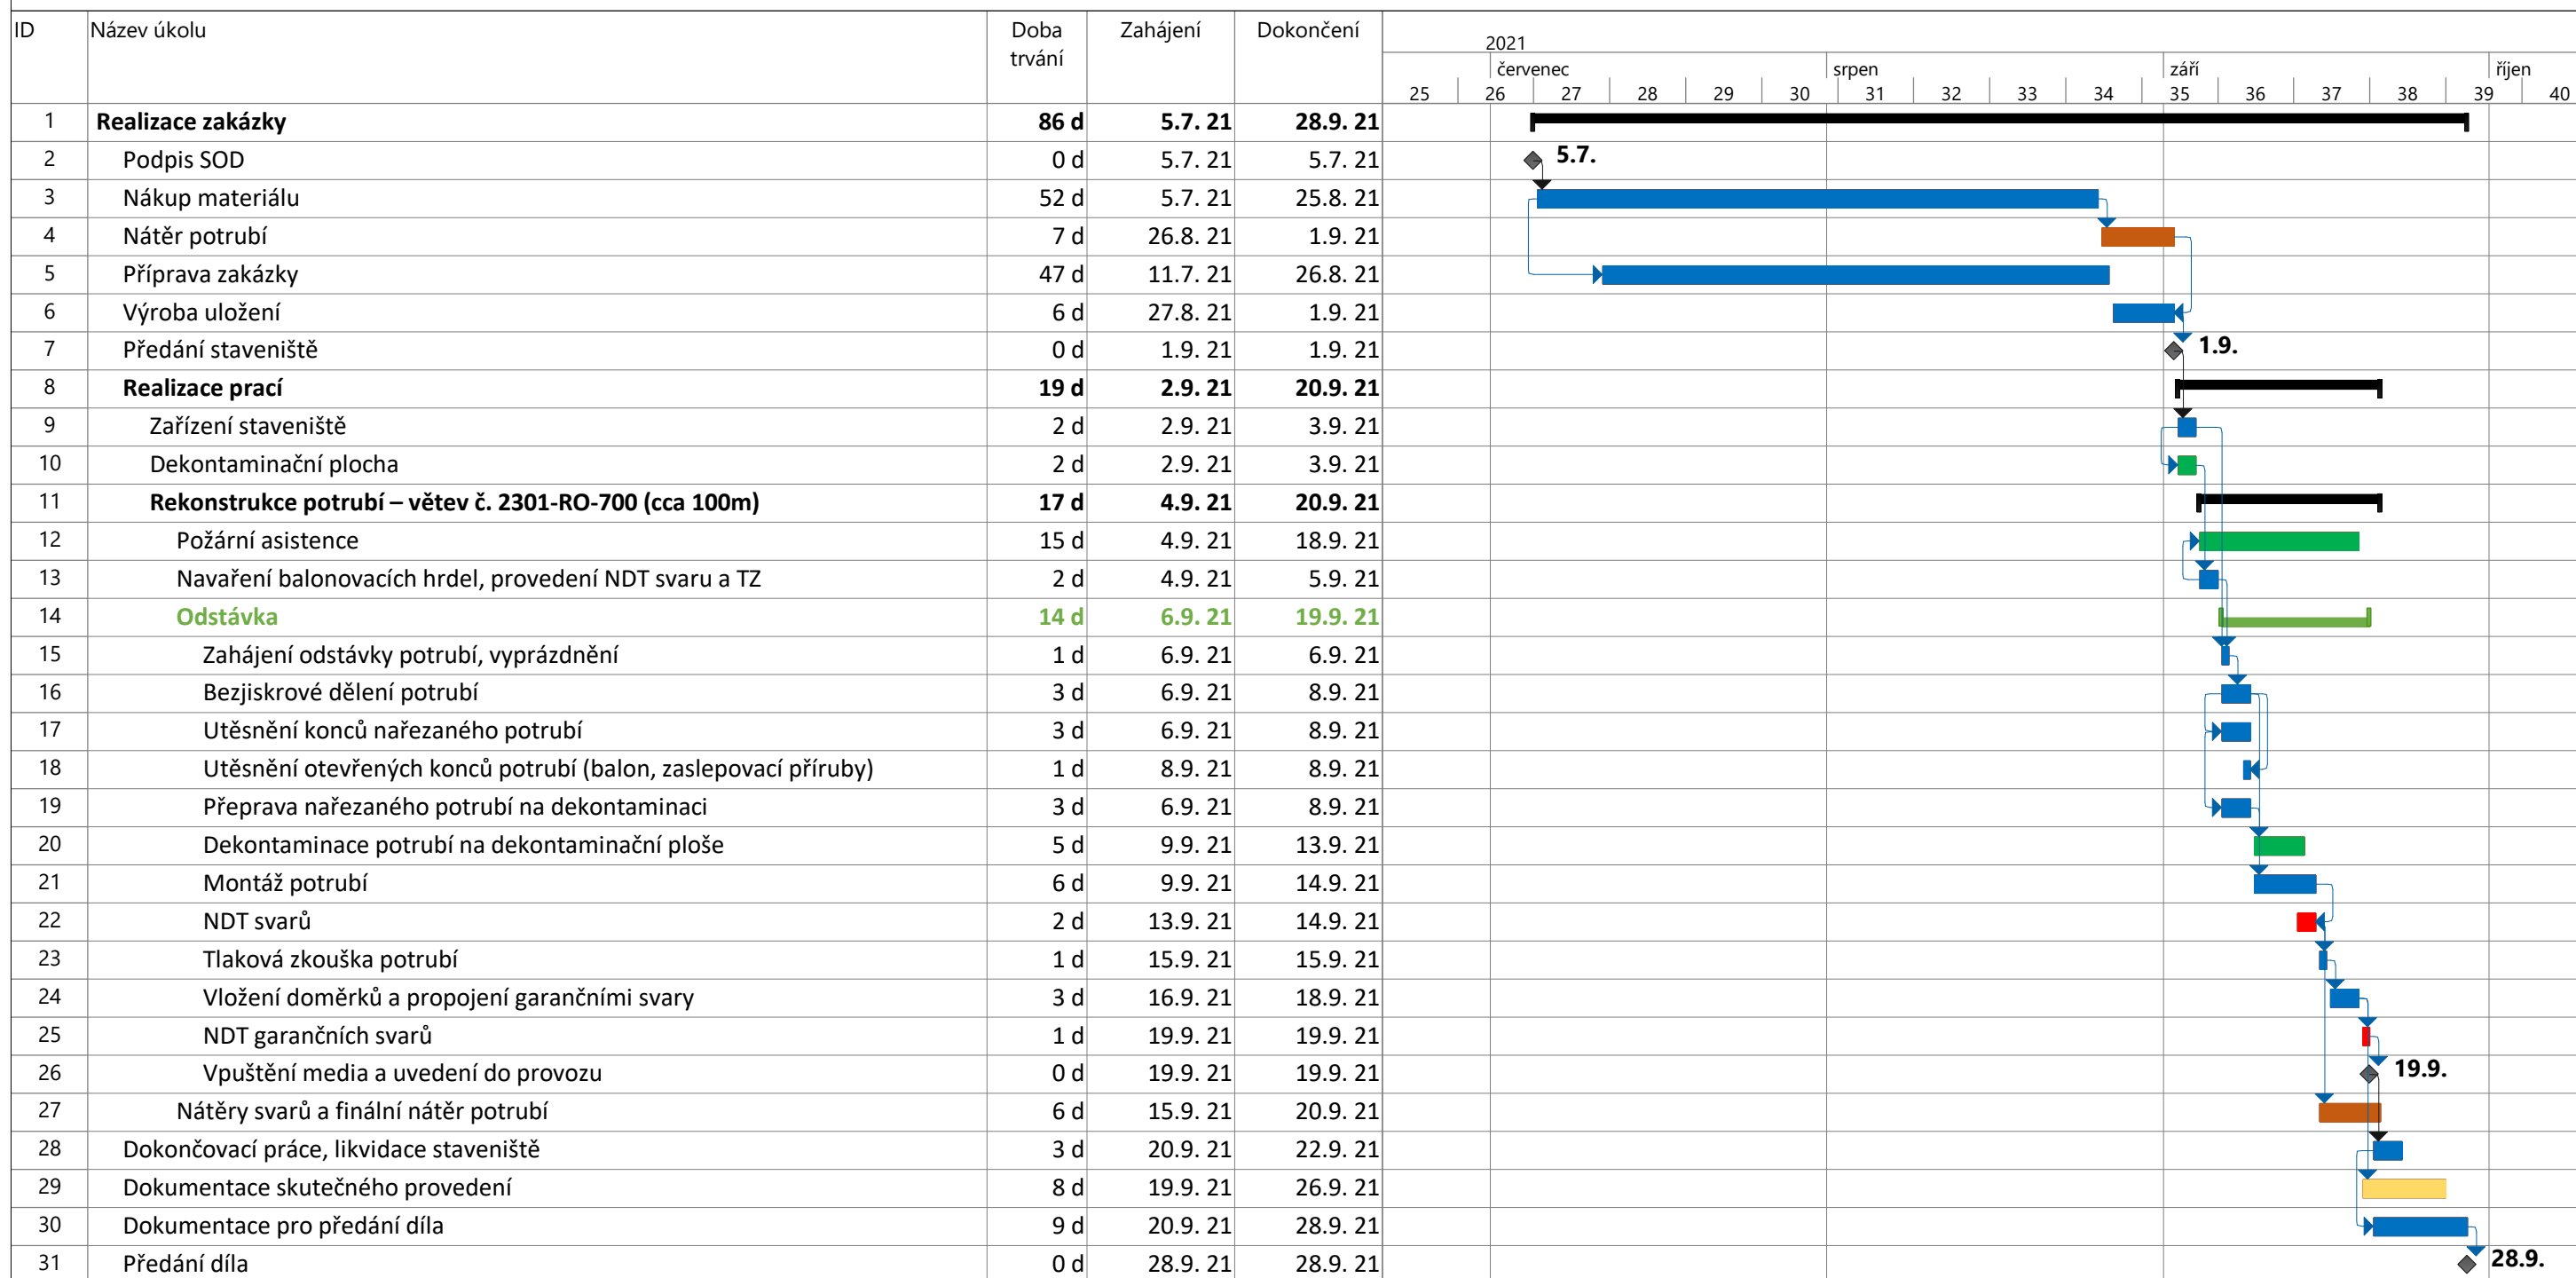 ID Název úkolu Doba trvání Zahájení Dokončení
2021
červenec srpen září říjen
25 26 27 28 29 30 31 32 33 34 35 36 37 38 39 40
1 Realizace zakázky 86 d 5.7. 21 28.9. 21
2 Podpis SOD 0 d 5.7. 21 5.7. 21 5.7.
3 Nákup materiálu 52 d 5.7. 21 25.8. 21
4 Nátěr potrubí 7 d 26.8. 21 1.9. 21
5 Příprava zakázky 47 d 11.7. 21 26.8. 21
6 Výroba uložení 6 d 27.8. 21 1.9. 21
7 Předání staveniště 0 d 1.9. 21 1.9. 21 1.9.
8 Realizace prací 19 d 2.9. 21 20.9. 21
9 Zařízení staveniště 2 d 2.9. 21 3.9. 21
10 Dekontaminační plocha 2 d 2.9. 21 3.9. 21
11 Rekonstrukce potrubí – větev č. 2301-RO-700 (cca 100m) 17 d 4.9. 21 20.9. 21
12 Požární asistence 15 d 4.9. 21 18.9. 21
13 Navaření balonovacích hrdel, provedení NDT svaru a TZ 2 d 4.9. 21 5.9. 21
14 Odstávka 14 d 6.9. 21 19.9. 21
15 Zahájení odstávky potrubí, vyprázdnění 1 d 6.9. 21 6.9. 21
16 Bezjiskrové dělení potrubí 3 d 6.9. 21 8.9. 21
17 Utěsnění konců nařezaného potrubí 3 d 6.9. 21 8.9. 21
18 Utěsnění otevřených konců potrubí (balon, zaslepovací příruby) 1 d 8.9. 21 8.9. 21
19 Přeprava nařezaného potrubí na dekontaminaci 3 d 6.9. 21 8.9. 21
20 Dekontaminace potrubí na dekontaminační ploše 5 d 9.9. 21 13.9. 21
21 Montáž potrubí 6 d 9.9. 21 14.9. 21
22 NDT svarů 2 d 13.9. 21 14.9. 21
23 Tlaková zkouška potrubí 1 d 15.9. 21 15.9. 21
24 Vložení doměrků a propojení garančními svary 3 d 16.9. 21 18.9. 21
25 NDT garančních svarů 1 d 19.9. 21 19.9. 21
26 Vpuštění media a uvedení do provozu 0 d 19.9. 21 19.9. 21 19.9.
27 Nátěry svarů a finální nátěr potrubí 6 d 15.9. 21 20.9. 21
28 Dokončovací práce, likvidace staveniště 3 d 20.9. 21 22.9. 21
29 Dokumentace skutečného provedení 8 d 19.9. 21 26.9. 21
30 Dokumentace pro předání díla 9 d 20.9. 21 28.9. 21
31 Předání díla 0 d 28.9. 21 28.9. 21 28.9.